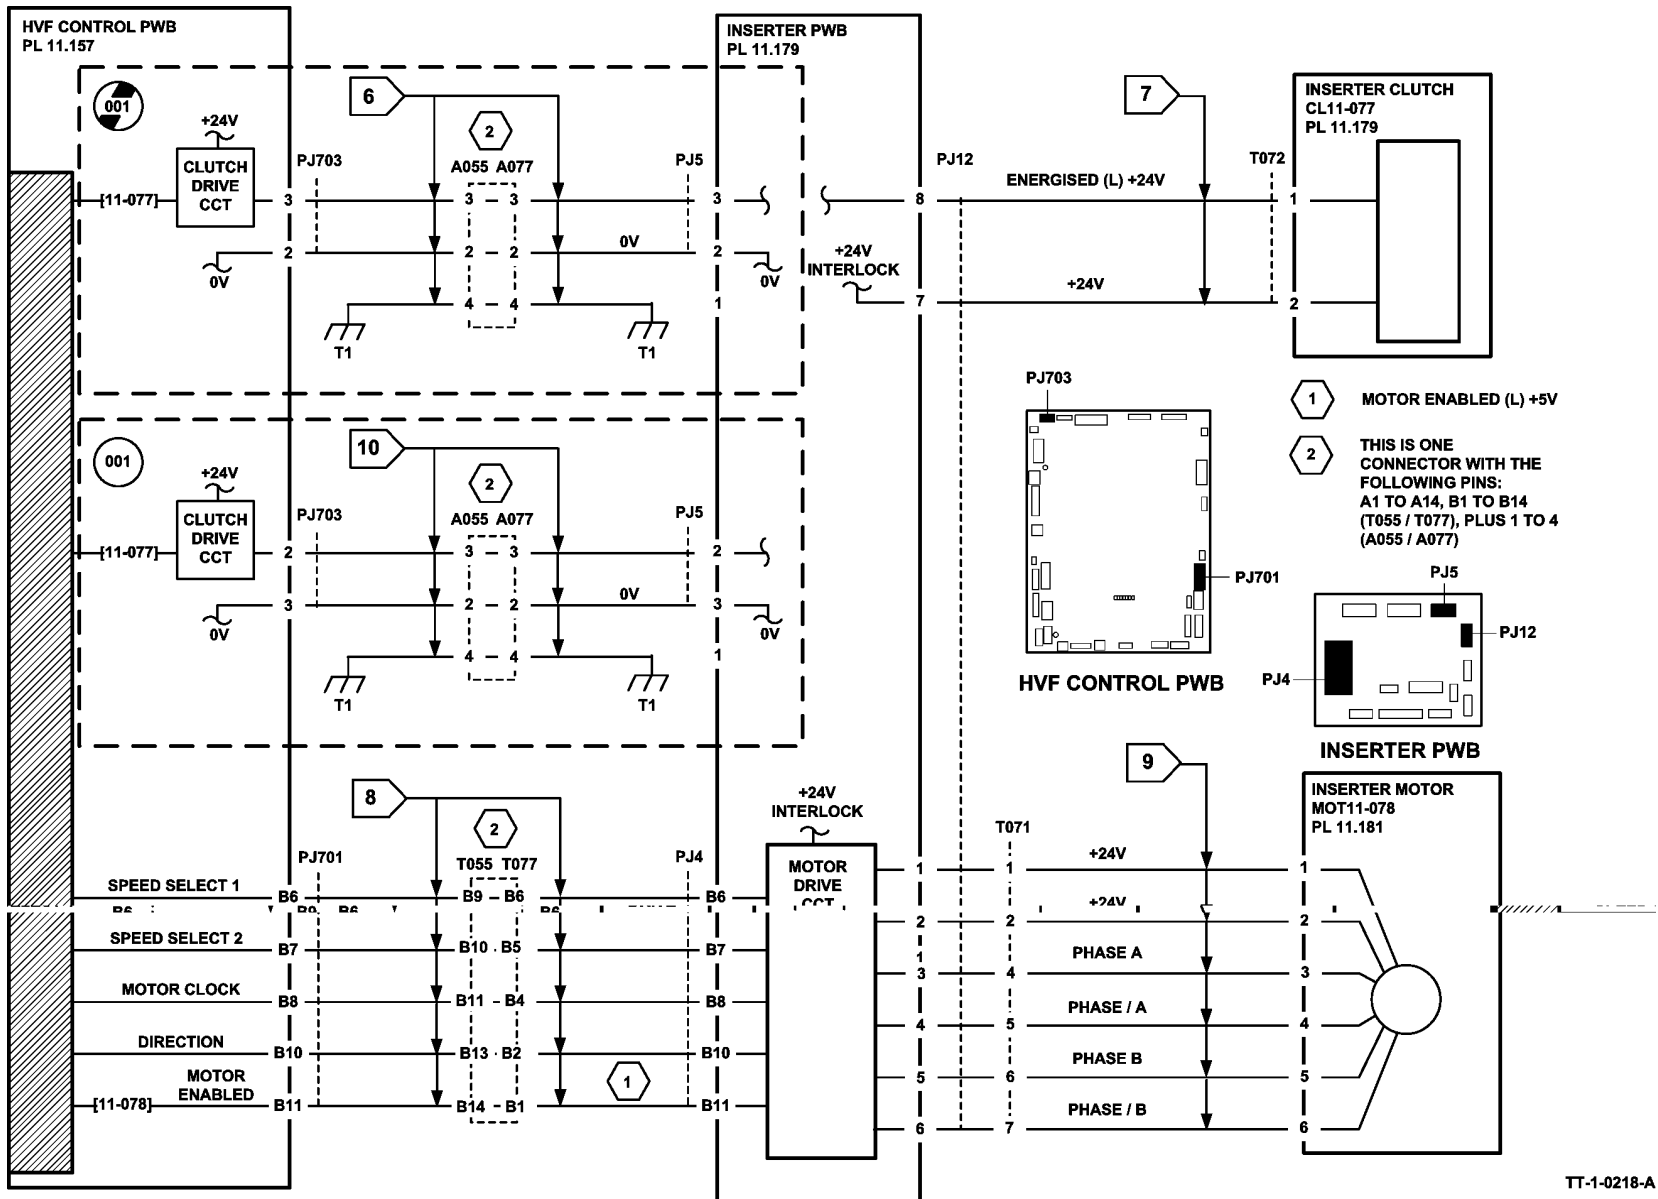 HVF CONTROL PWB
PL 11.157
INSERTER PWB
PL 11.179
001
+24V
CLUTCH
DRIVE
CCT
[11-077]
0V
PJ703
3
2
6
2
A055 A077
3 - 3
2 - 2
4 - 4
T1
T1
0V
PJ5
3
2
1
0V
+24V
INTERLOCK
8
7
PJ12
ENERGISED (L) +24V
+24V
7
T072
1
2
INSERTER CLUTCH
CL11-077
PL 11.179
001
+24V
CLUTCH
DRIVE
CCT
[11-077]
0V
PJ703
2
3
10
2
A055 A077
3 - 3
2 - 2
4 - 4
T1
T1
0V
PJ5
2
3
1
0V
PJ703
PJ701
HVF CONTROL PWB
1
MOTOR ENABLED (L) +5V
2
THIS IS ONE
CONNECTOR WITH THE
FOLLOWING PINS:
A1 TO A14, B1 TO B14
(T055 / T077), PLUS 1 TO 4
(A055 / A077)
PJ5
PJ12
PJ4
INSERTER PWB
8
2
PJ701
T055 T077
PJ4
SPEED SELECT 1
B6
B9 - B6
B6
SPEED SELECT 2
B7
B10 - B5
B7
MOTOR CLOCK
B8
B11 - B4
B8
DIRECTION
B10
B13 - B2
B10
MOTOR
ENABLED
[11-078]
B11
B14 - B1
1
B11
+24V
INTERLOCK
MOTOR
DRIVE
CCT
9
T071
1
1
+24V
1
2
2
+24V
2
1
3
4
PHASE A
3
4
5
PHASE / A
4
5
6
PHASE B
5
6
7
PHASE / B
6
INSERTER MOTOR
MOT11-078
PL 11.181
TT-1-0218-A